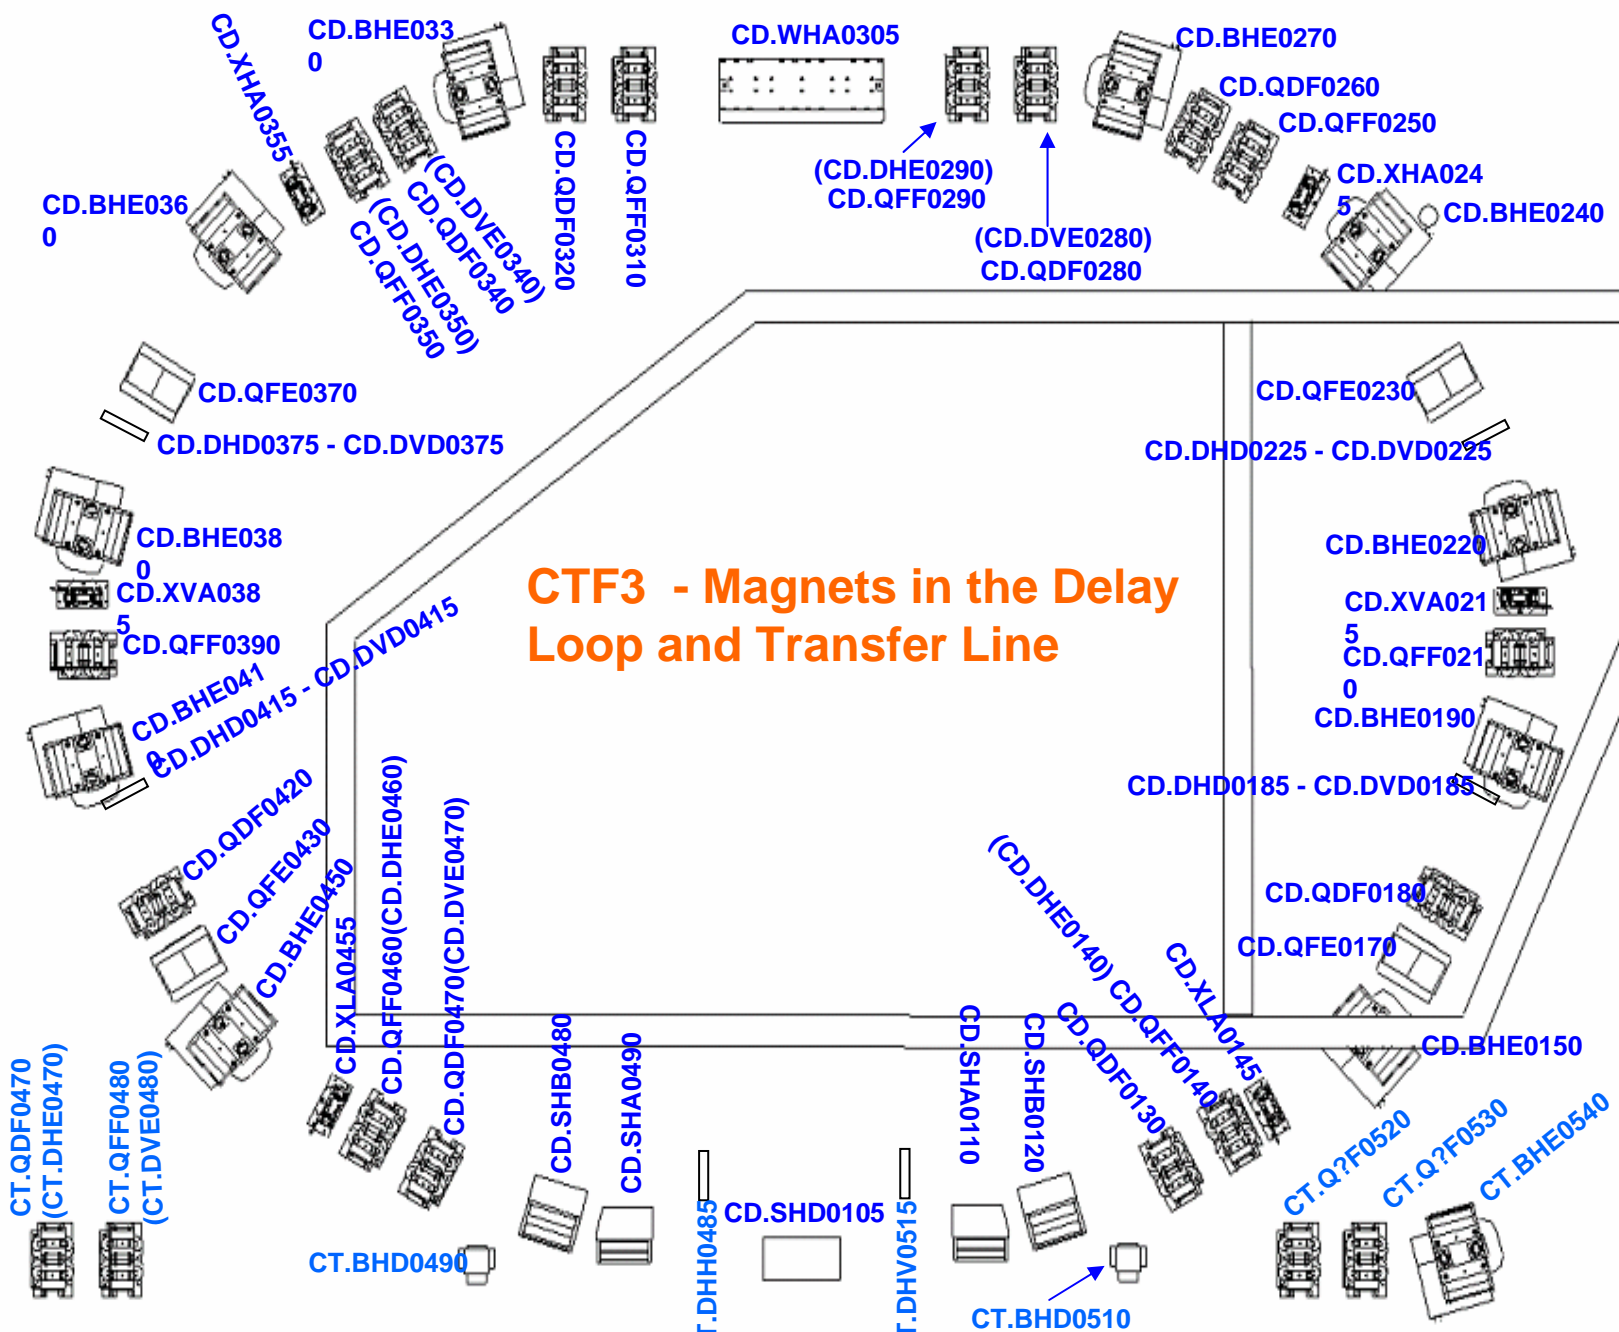 CD.XHA0355
CD.BHE033
0
CD.WHA0305
CD.BHE0270
CD.QDF0260
CD.QFF0250
CD.XHA024
5
CD.BHE0240
CD.BHE036
0
(CD.DVE0340)
CD.QDF0340
(CD.DHE0350)
CD.QFF0350
CD.QDF0320
CD.QFF0310
(CD.DHE0290)
CD.QFF0290
(CD.DVE0280)
CD.QDF0280
CD.QFE0370
CD.DHD0375 - CD.DVD0375
CD.QFE0230
CD.DHD0225 - CD.DVD0225
CD.BHE038
0
CD.XVA038
5
CD.QFF0390
CD.BHE041
0
CD.DHD0415 - CD.DVD0415
CTF3 - Magnets in the Delay
Loop and Transfer Line
CD.BHE0220
CD.XVA021
5
CD.QFF021
0
CD.BHE0190
CD.DHD0185 - CD.DVD0185
CD.QDF0420
CD.QFE0430
CD.BHE0450
CD.XLA0455
CD.QFF0460(CD.DHE0460)
CD.QDF0470(CD.DVE0470)
CD.QDF0180
CD.QFE0170
(CD.DHE0140) CD.QFF0140
CD.XLA0145
CD.BHE0150
CD.SHB0480
CD.SHA0490
CD.SHA0110
CD.SHB0120
CD.QDF0130
CT.QDF0470
(CT.DHE0470)
CT.QFF0480
(CT.DVE0480)
CT.BHD0490
T.DHH0485
CD.SHD0105
T.DHV0515
CT.BHD0510
CT.Q?F0520
CT.Q?F0530
CT.BHE0540